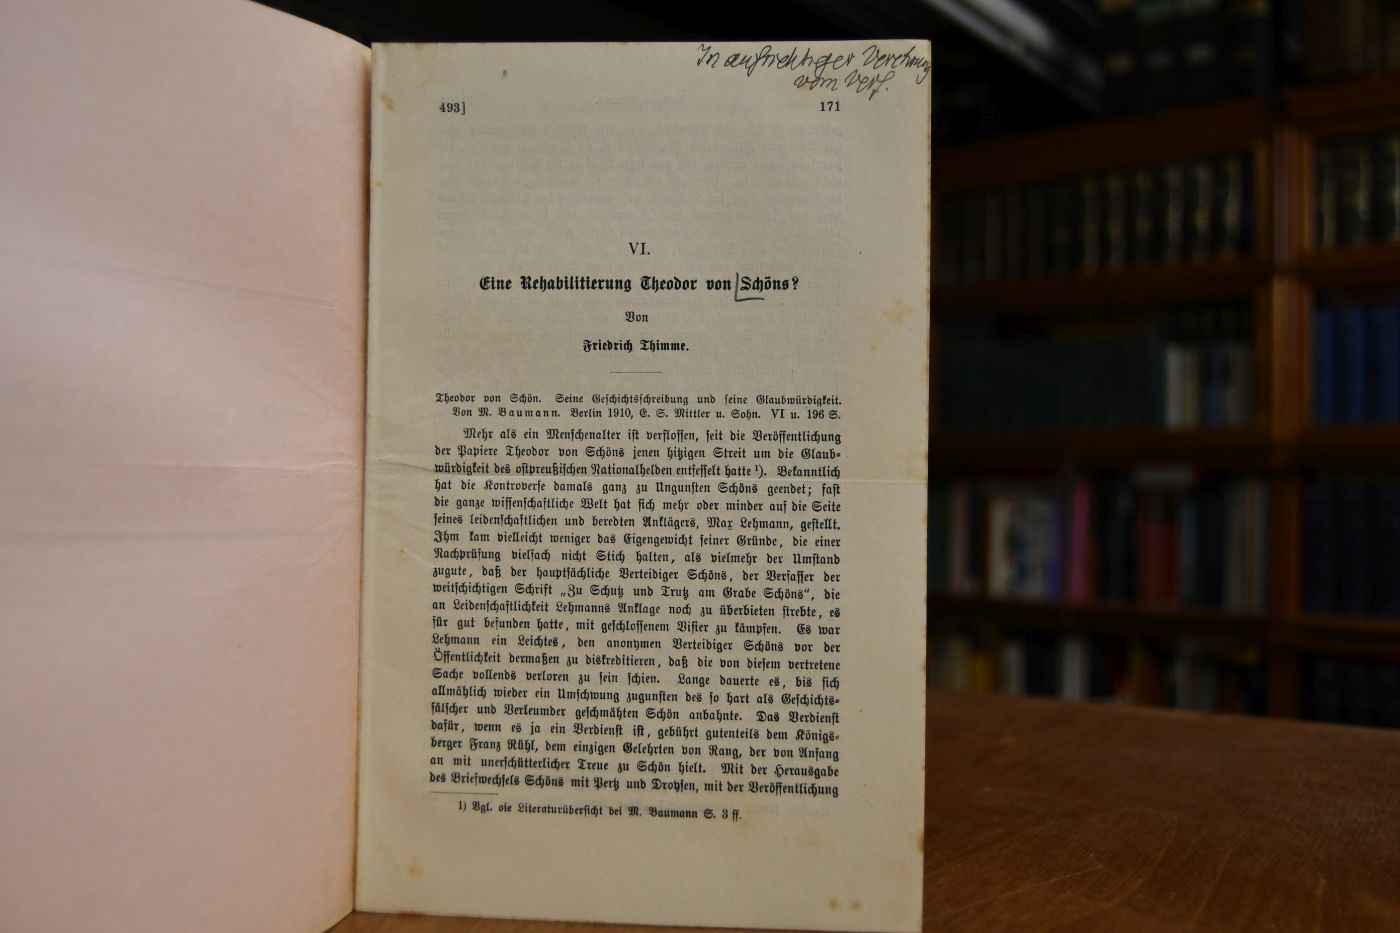 In aufrichtiger Verehrung
vom Verf.
493] 171
VI.
Eine Rehabilitierung Theodor von Schöns?
Von
Friedrich Thimme.
Theodor von Schön. Seine Geschichtsschreibung und seine Glaubwürdigkeit.
Von M. Baumann. Berlin 1910, E. S. Mittler u. Sohn. VI u. 196 S.
Mehr als ein Menschenalter ist verflossen, seit die Veröffentlichung
der Papiere Theodor von Schöns jenen hitzigen Streit um die Glaub-
würdigkeit des ostpreußischen Nationalhelden entfesselt hatte ¹). Bekanntlich
hat die Kontroverse damals ganz zu Ungunsten Schöns geendet; fast
die ganze wissenschaftliche Welt hat sich mehr oder minder auf die Seite
seines leidenschaftlichen und beredten Anklägers, Max Lehmann, gestellt.
Ihm kam vielleicht weniger das Eigengewicht seiner Gründe, die einer
Nachprüfung vielfach nicht Stich halten, als vielmehr der Umstand
zugute, daß der hauptsächliche Verteidiger Schöns, der Verfasser der
weitschichtigen Schrift „Zu Schutz und Trutz am Grabe Schöns“, die
an Leidenschaftlichkeit Lehmanns Anklage noch zu überbieten strebte, es
für gut befunden hatte, mit geschlossenem Visier zu kämpfen. Es war
Lehmann ein Leichtes, den anonymen Verteidiger Schöns vor der
Öffentlichkeit dermaßen zu diskreditieren, daß die von diesem vertretene
Sache vollends verloren zu sein schien. Lange dauerte es, bis sich
allmählich wieder ein Umschwung zugunsten des so hart als Geschichts-
fälscher und Verleumder geschmähten Schön anbahnte. Das Verdienst
dafür, wenn es ja ein Verdienst ist, gebührt gutenteils dem Königs-
berger Franz Rühl, dem einzigen Gelehrten von Rang, der von Anfang
an mit unerschütterlicher Treue zu Schön hielt. Mit der Herausgabe
des Briefwechsels Schöns mit Pertz und Droysen, mit der Veröffentlichung
1) Vgl. die Literaturübersicht bei M. Baumann S. 3 ff.